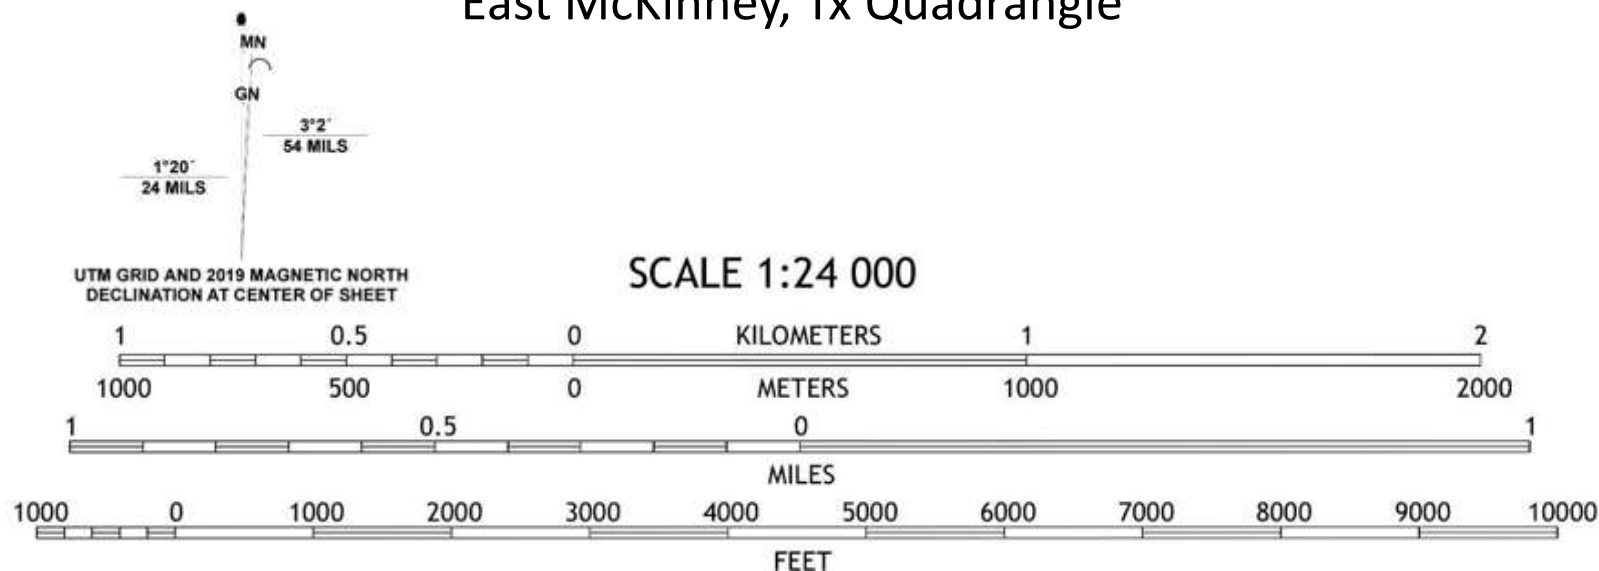 East McKinney, Tx Quadrangle
MN
GN
3°2´
54 MILS
1°20´
24 MILS
UTM GRID AND 2019 MAGNETIC NORTH
DECLINATION AT CENTER OF SHEET
SCALE 1:24 000
1 0.5 0 KILOMETERS 1 2
1000 500 0 METERS 1000 2000
1 0.5 0 1
MILES
1000 0 1000 2000 3000 4000 5000 6000 7000 8000 9000 10000
FEET